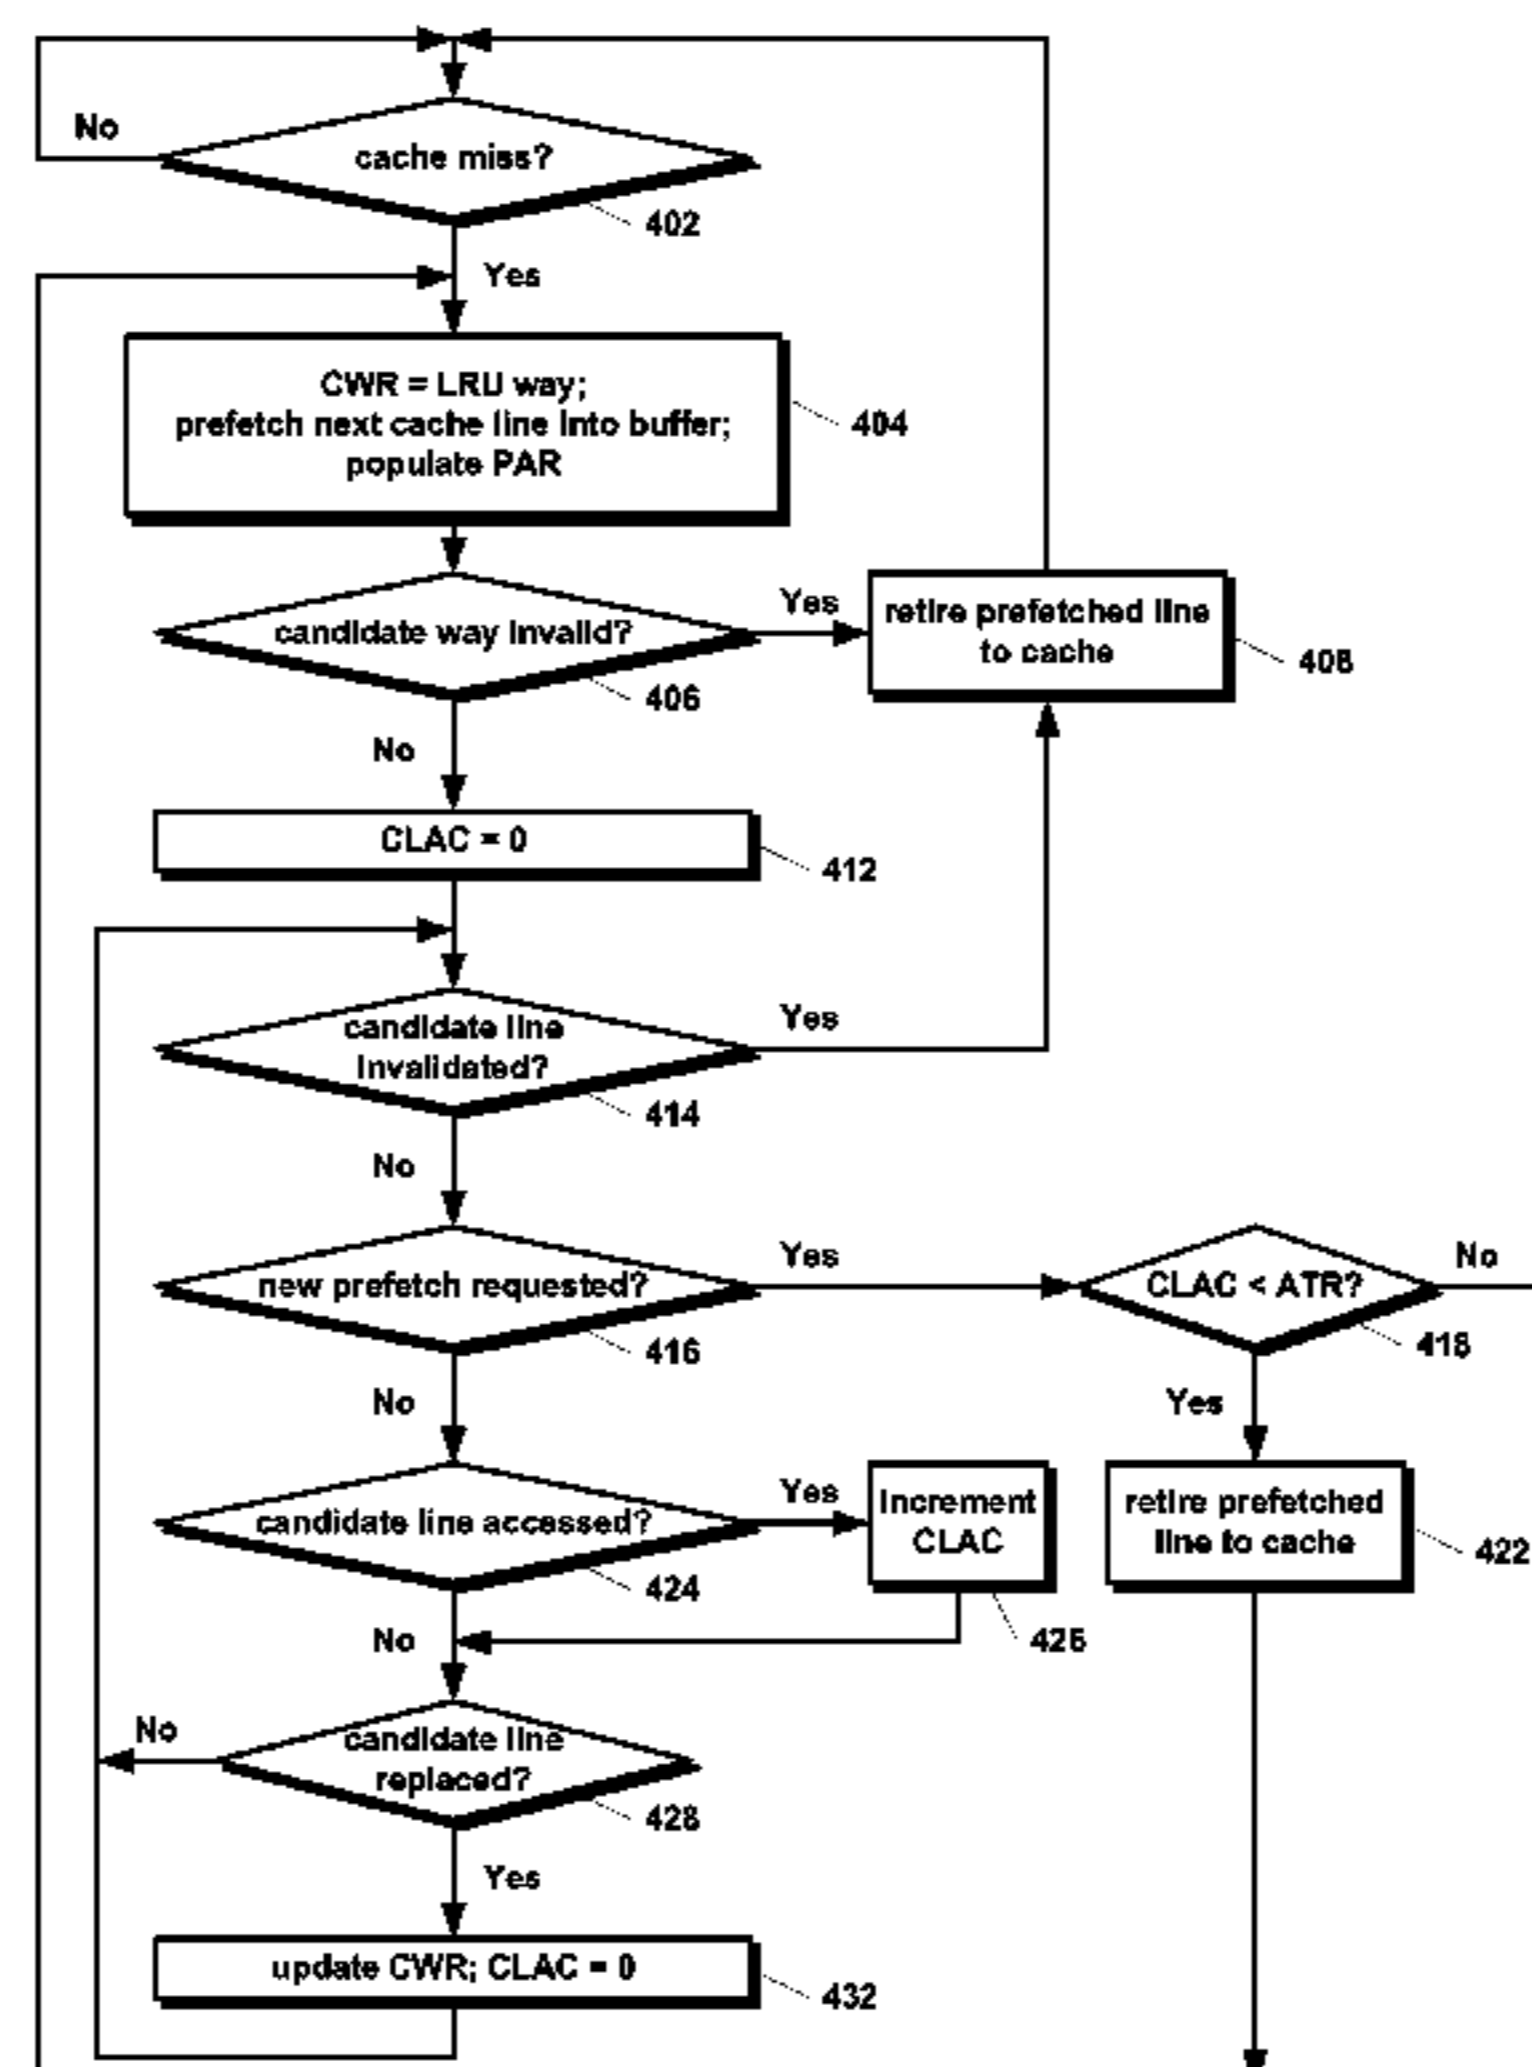 No
cache miss?
402
Yes
CWR = LRU way;
prefetch next cache line into buffer;
populate PAR
404
candidate way invalid?
Yes
retire prefetched line
to cache
408
406
No
CLAC = 0
412
candidate line
invalidated?
Yes
414
No
new prefetch requested?
Yes
CLAC < ATR?
No
416
418
No
Yes
candidate line accessed?
Yes
increment
CLAC
retire prefetched
line to cache
422
424
426
No
candidate line
replaced?
No
428
Yes
update CWR; CLAC = 0
432